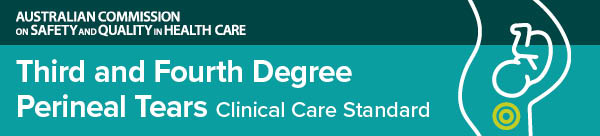 AUSTRALIAN COMMISSION
ON SAFETY AND QUALITY IN HEALTH CARE
Third and Fourth Degree
Perineal Tears Clinical Care Standard